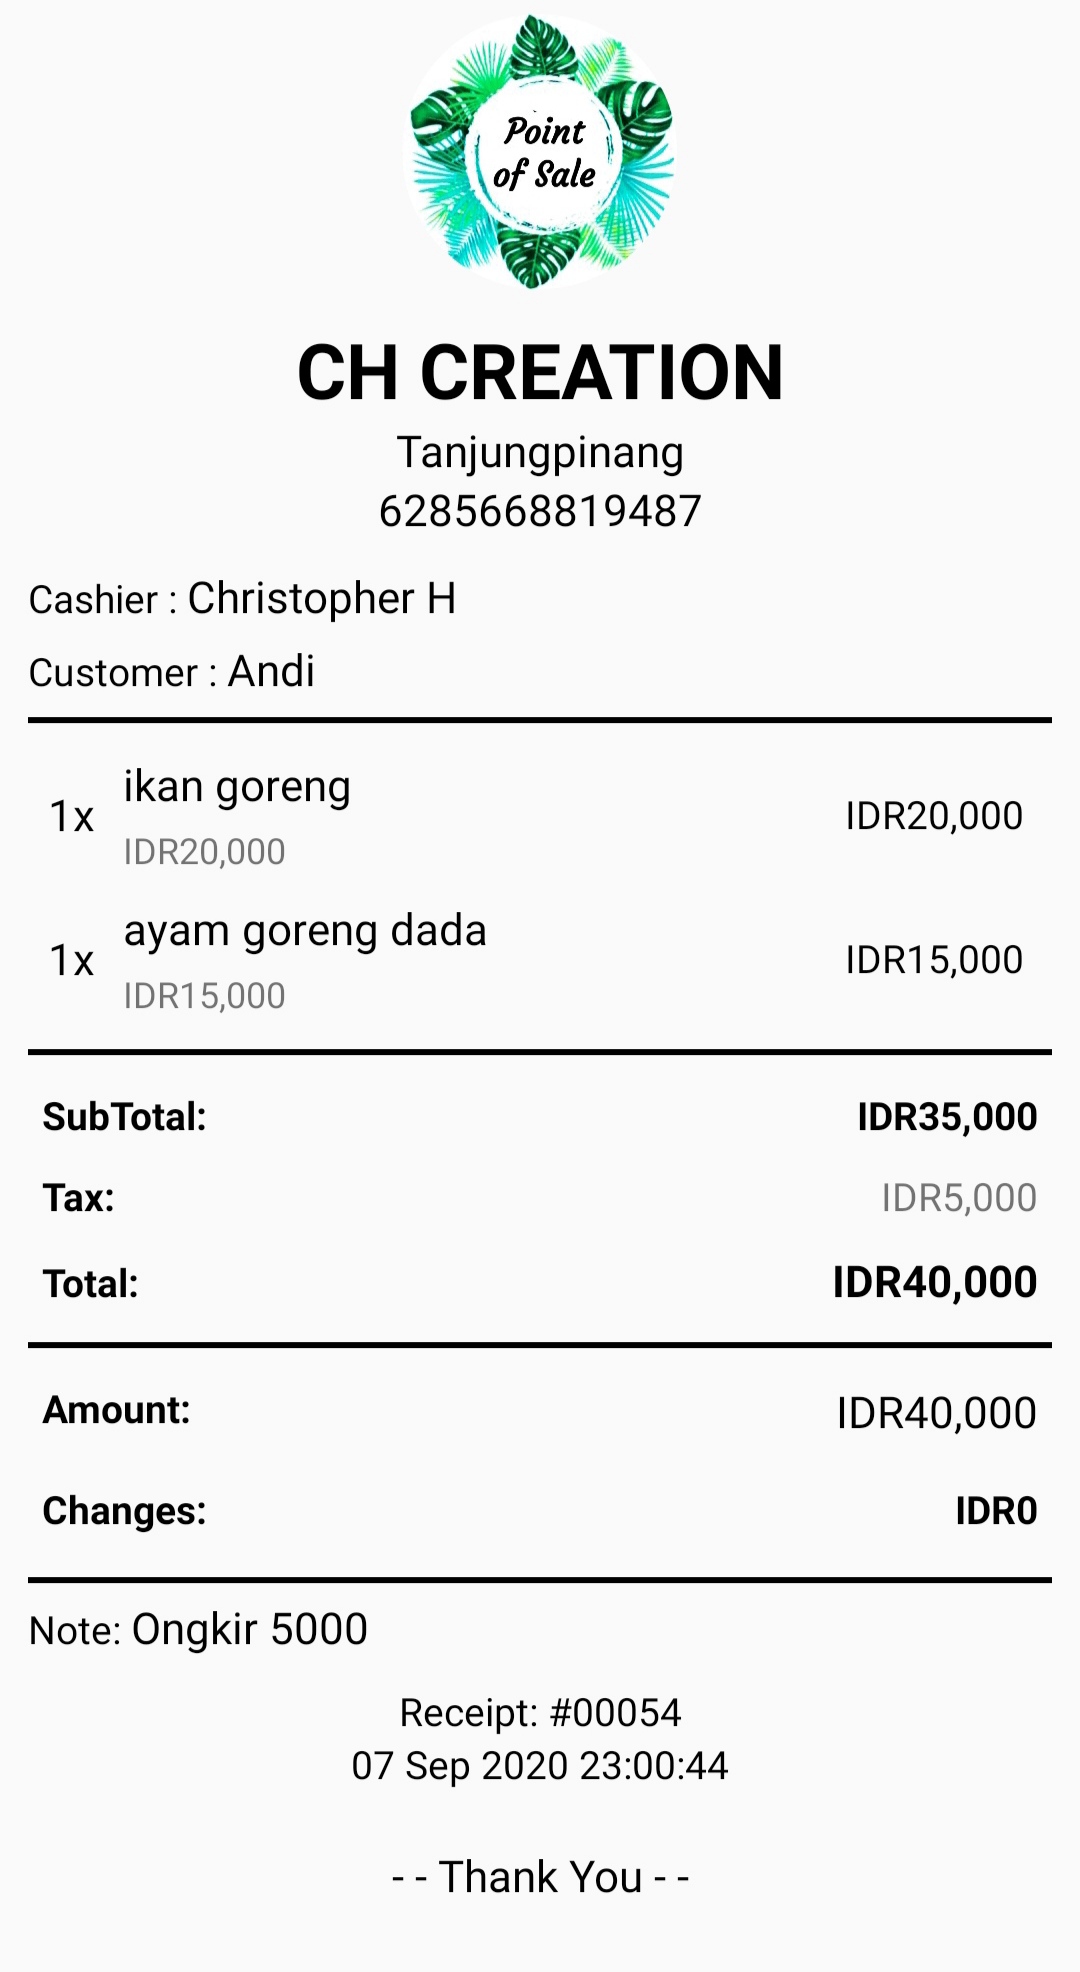 Point
of Sale
CH CREATION
Tanjungpinang
6285668819487
Cashier : Christopher H
Customer : Andi
1x ikan goreng IDR20,000
IDR20,000
1x ayam goreng dada IDR15,000
IDR15,000
SubTotal: IDR35,000
Tax: IDR5,000
Total: IDR40,000
Amount: IDR40,000
Changes: IDR0
Note: Ongkir 5000
Receipt: #00054
07 Sep 2020 23:00:44
- - Thank You - -